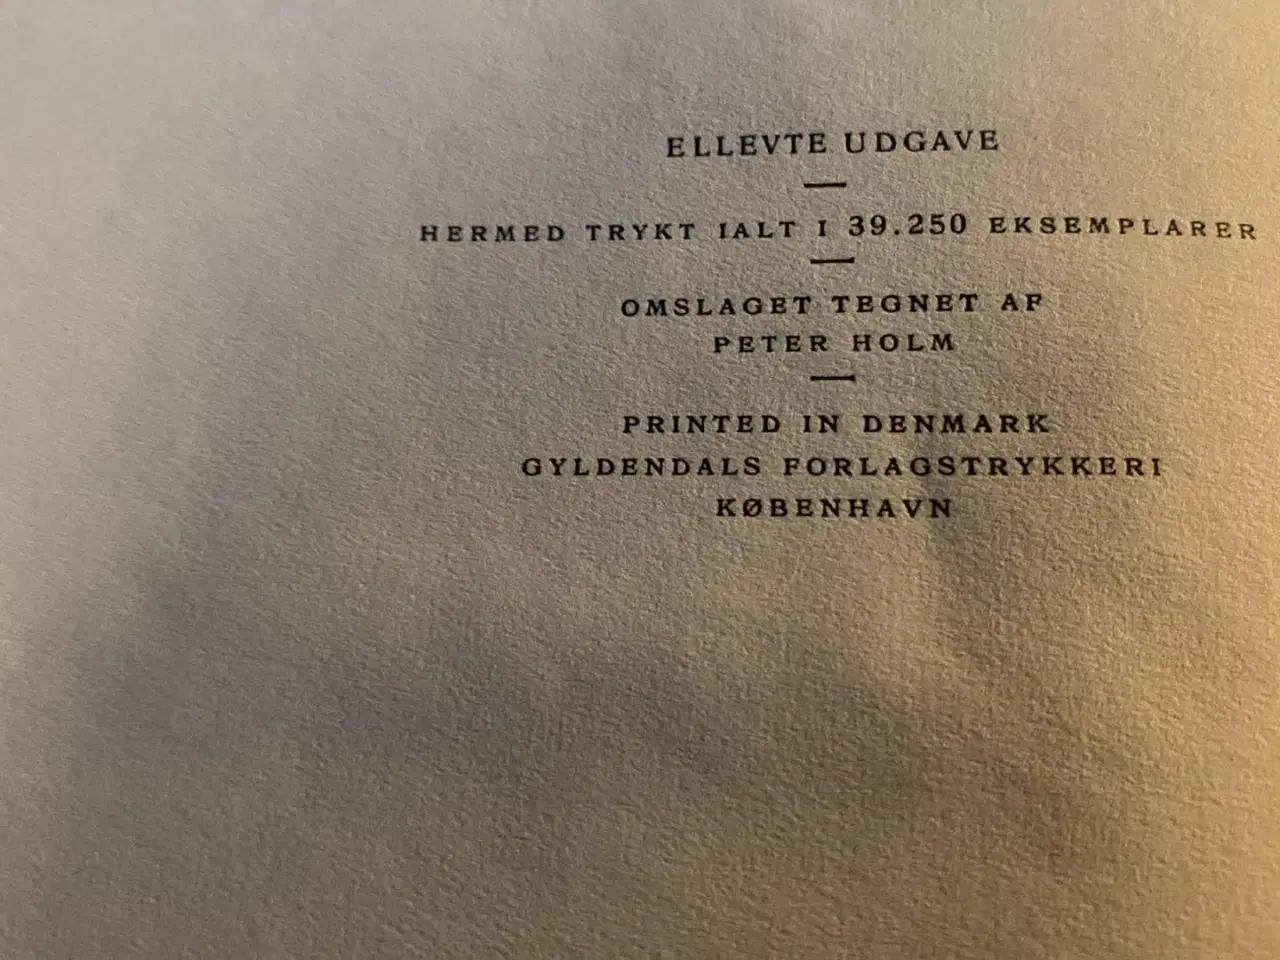 ELLEVTE UDGAVE
HERMED TRYKT IALT I 39.250 EKSEMPLARER
OMSLAGET TEGNET AF
PETER HOLM
PRINTED IN DENMARK
GYLDENDALS FORLAGSTRYKKERI
KØBENHAVN